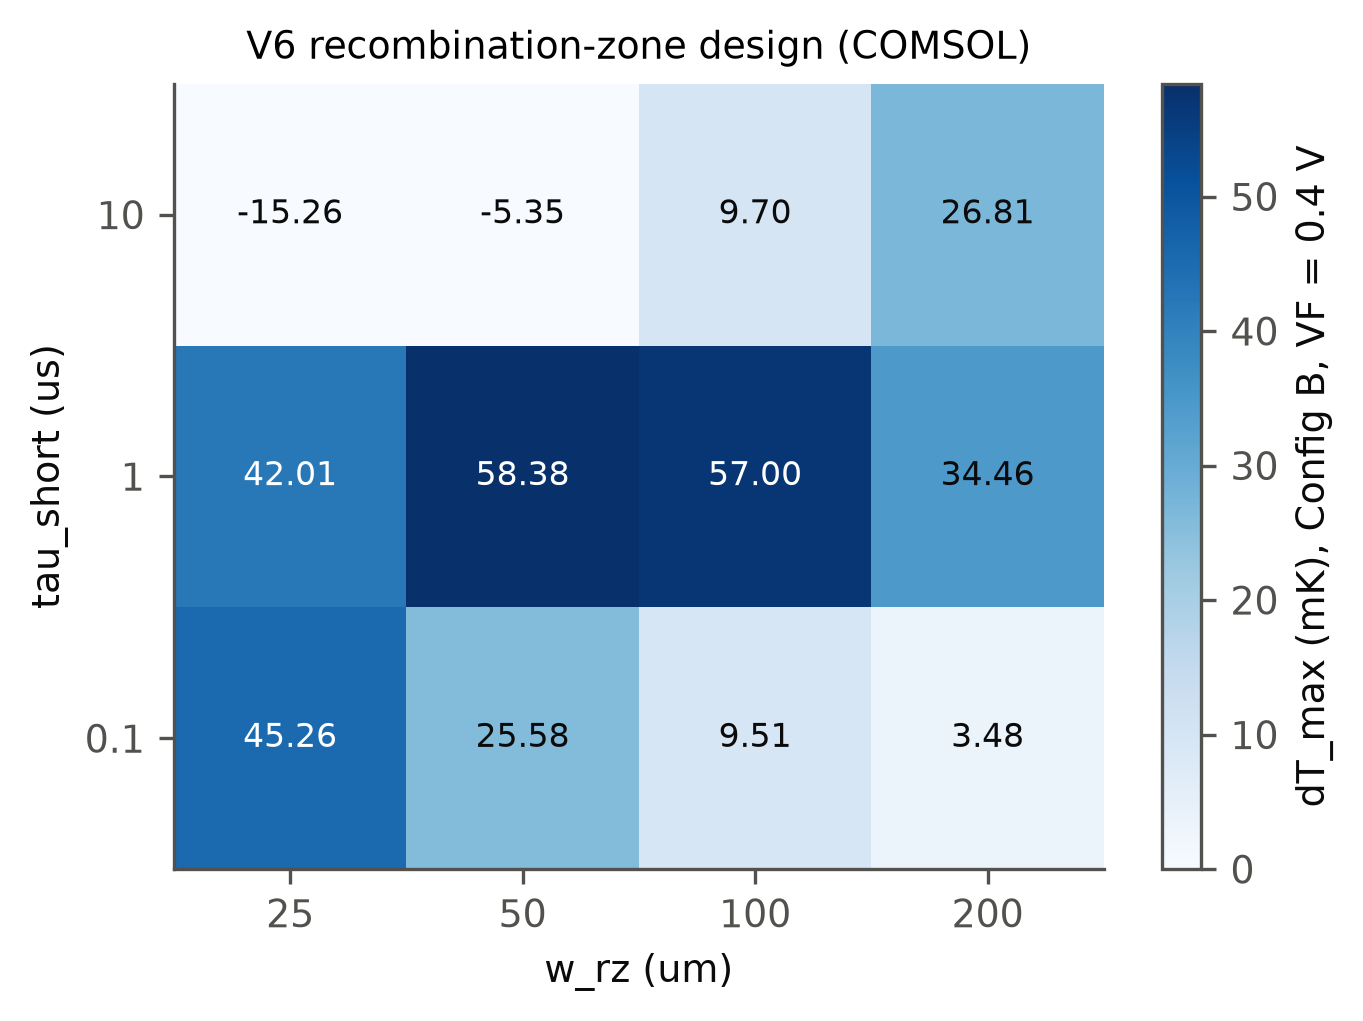 V6 recombination-zone design (COMSOL)
tau_short (us)
10
1
0.1
-15.26 -5.35 9.70 26.81
42.01 58.38 57.00 34.46
45.26 25.58 9.51 3.48
25 50 100 200
w_rz (um)
50
40
30
20
10
0
dT_max (mK), Config B, VF = 0.4 V